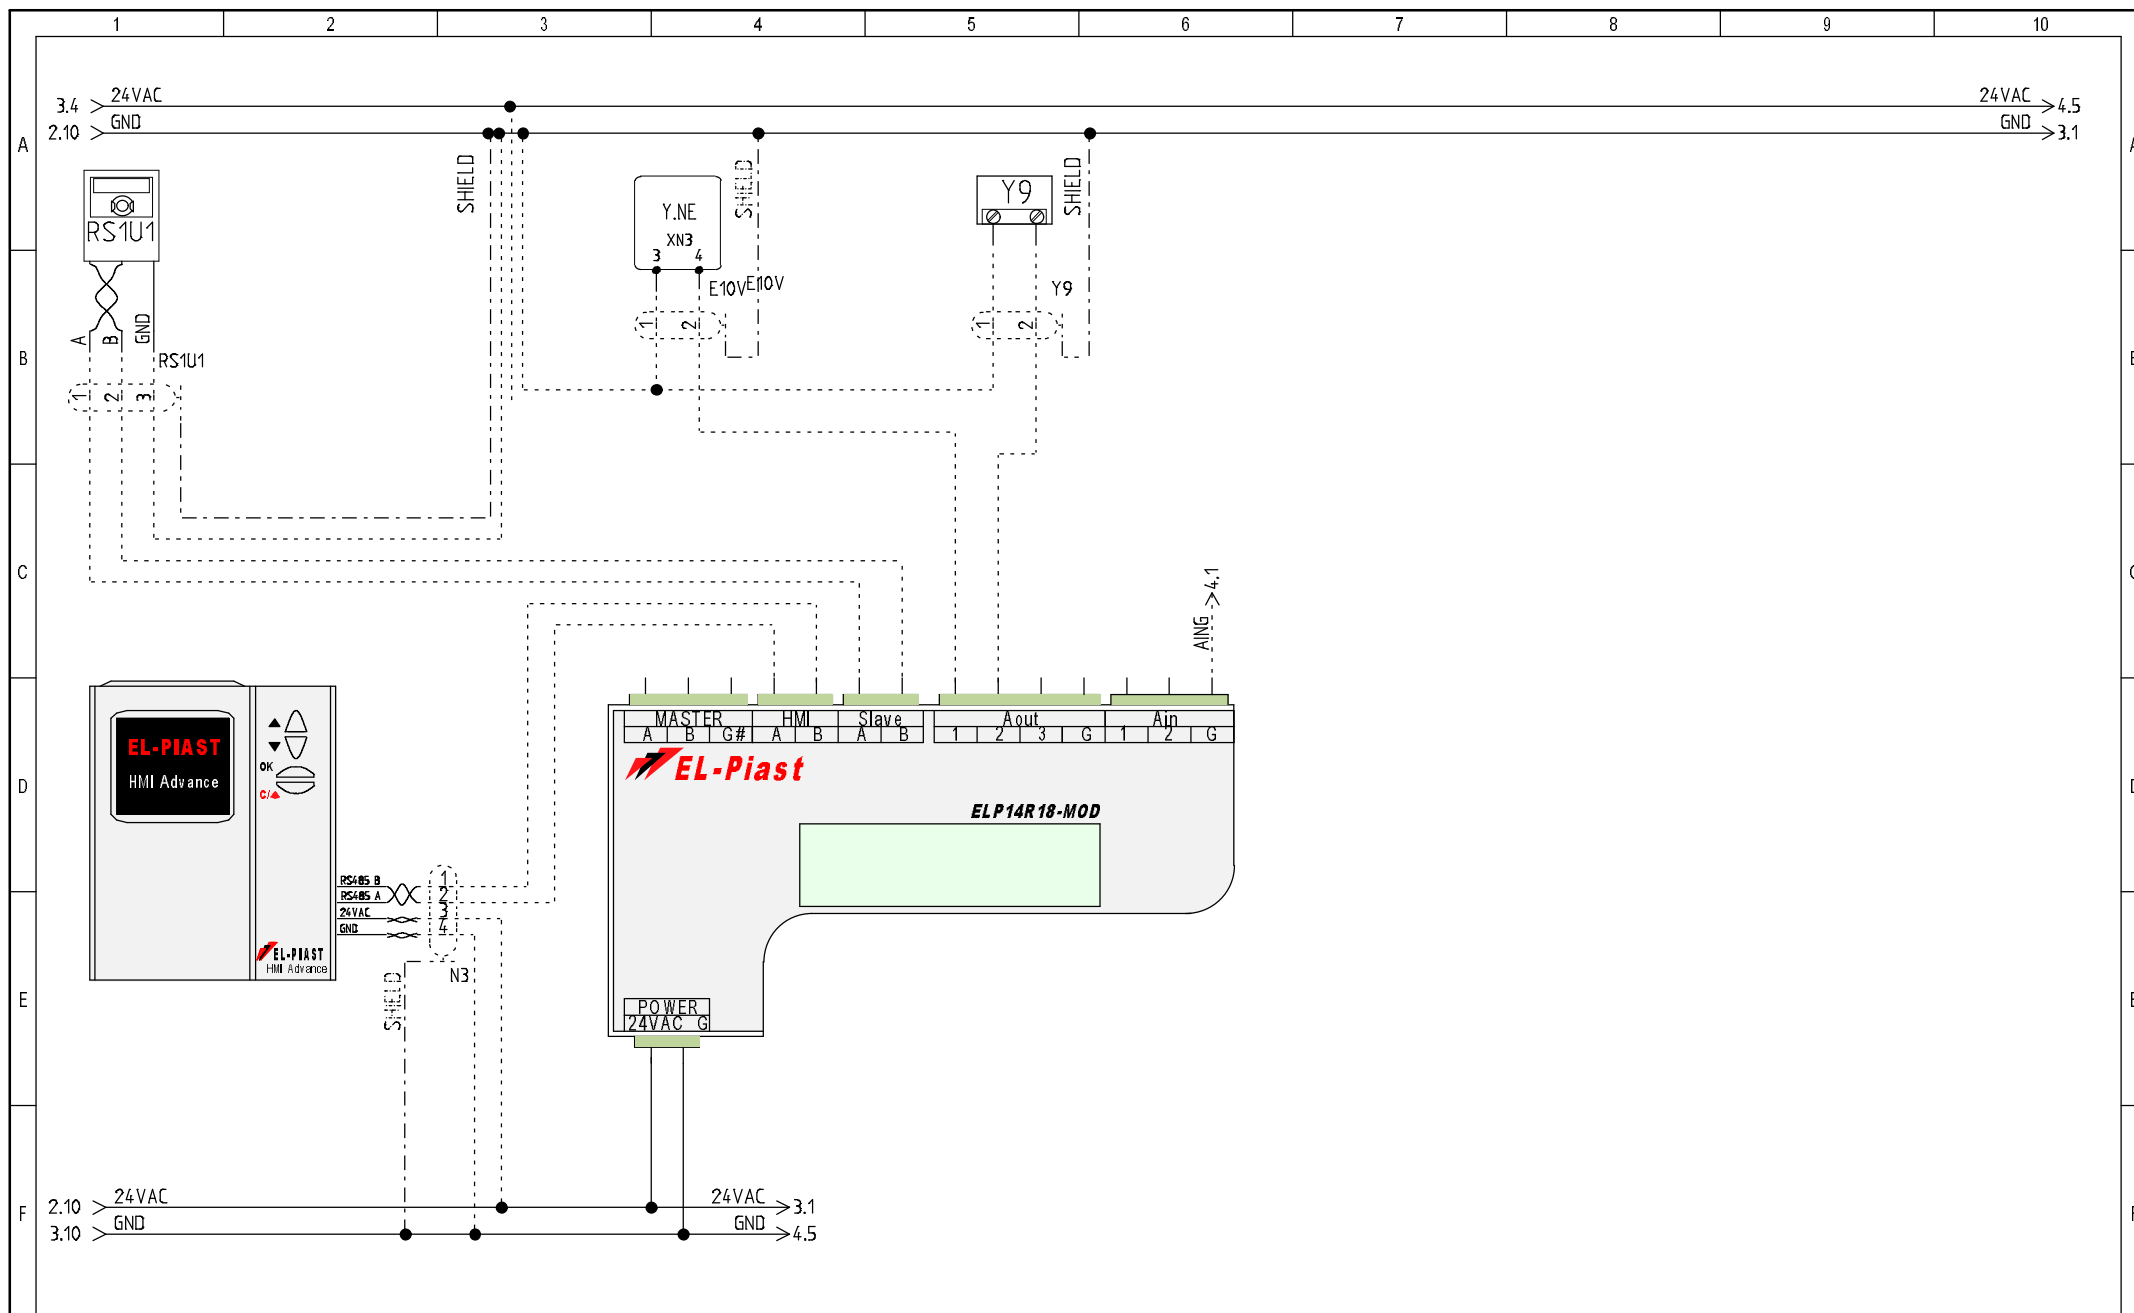 1 2 3 4 5 6 7 8 9 10
3.4 24VAC 24VAC 4.5
2.10 GND GND 3.1
A A
SHIELD SHIELD SHIELD
RS1U1 Y.NE Y9
XN3
3 4
E10V E10V Y9
A B GND
1 2 1 2
B
RS1U1
1 2 3
C
AING 4.1
MASTER HMI Slave Aout Ain
A B G# A B A B 1 2 3 G 1 2 G
EL-PIAST
HMI Advance
OK
C/
EL-Piast
D
ELP14R18-MOD
RS485 B 1
RS485 A 2
24VAC 3
GND 4
EL-PIAST
HMI Advance
N3
SHIELD
E
POWER
24VAC G
2.10 24VAC 24VAC 3.1
F
3.10 GND GND 4.5